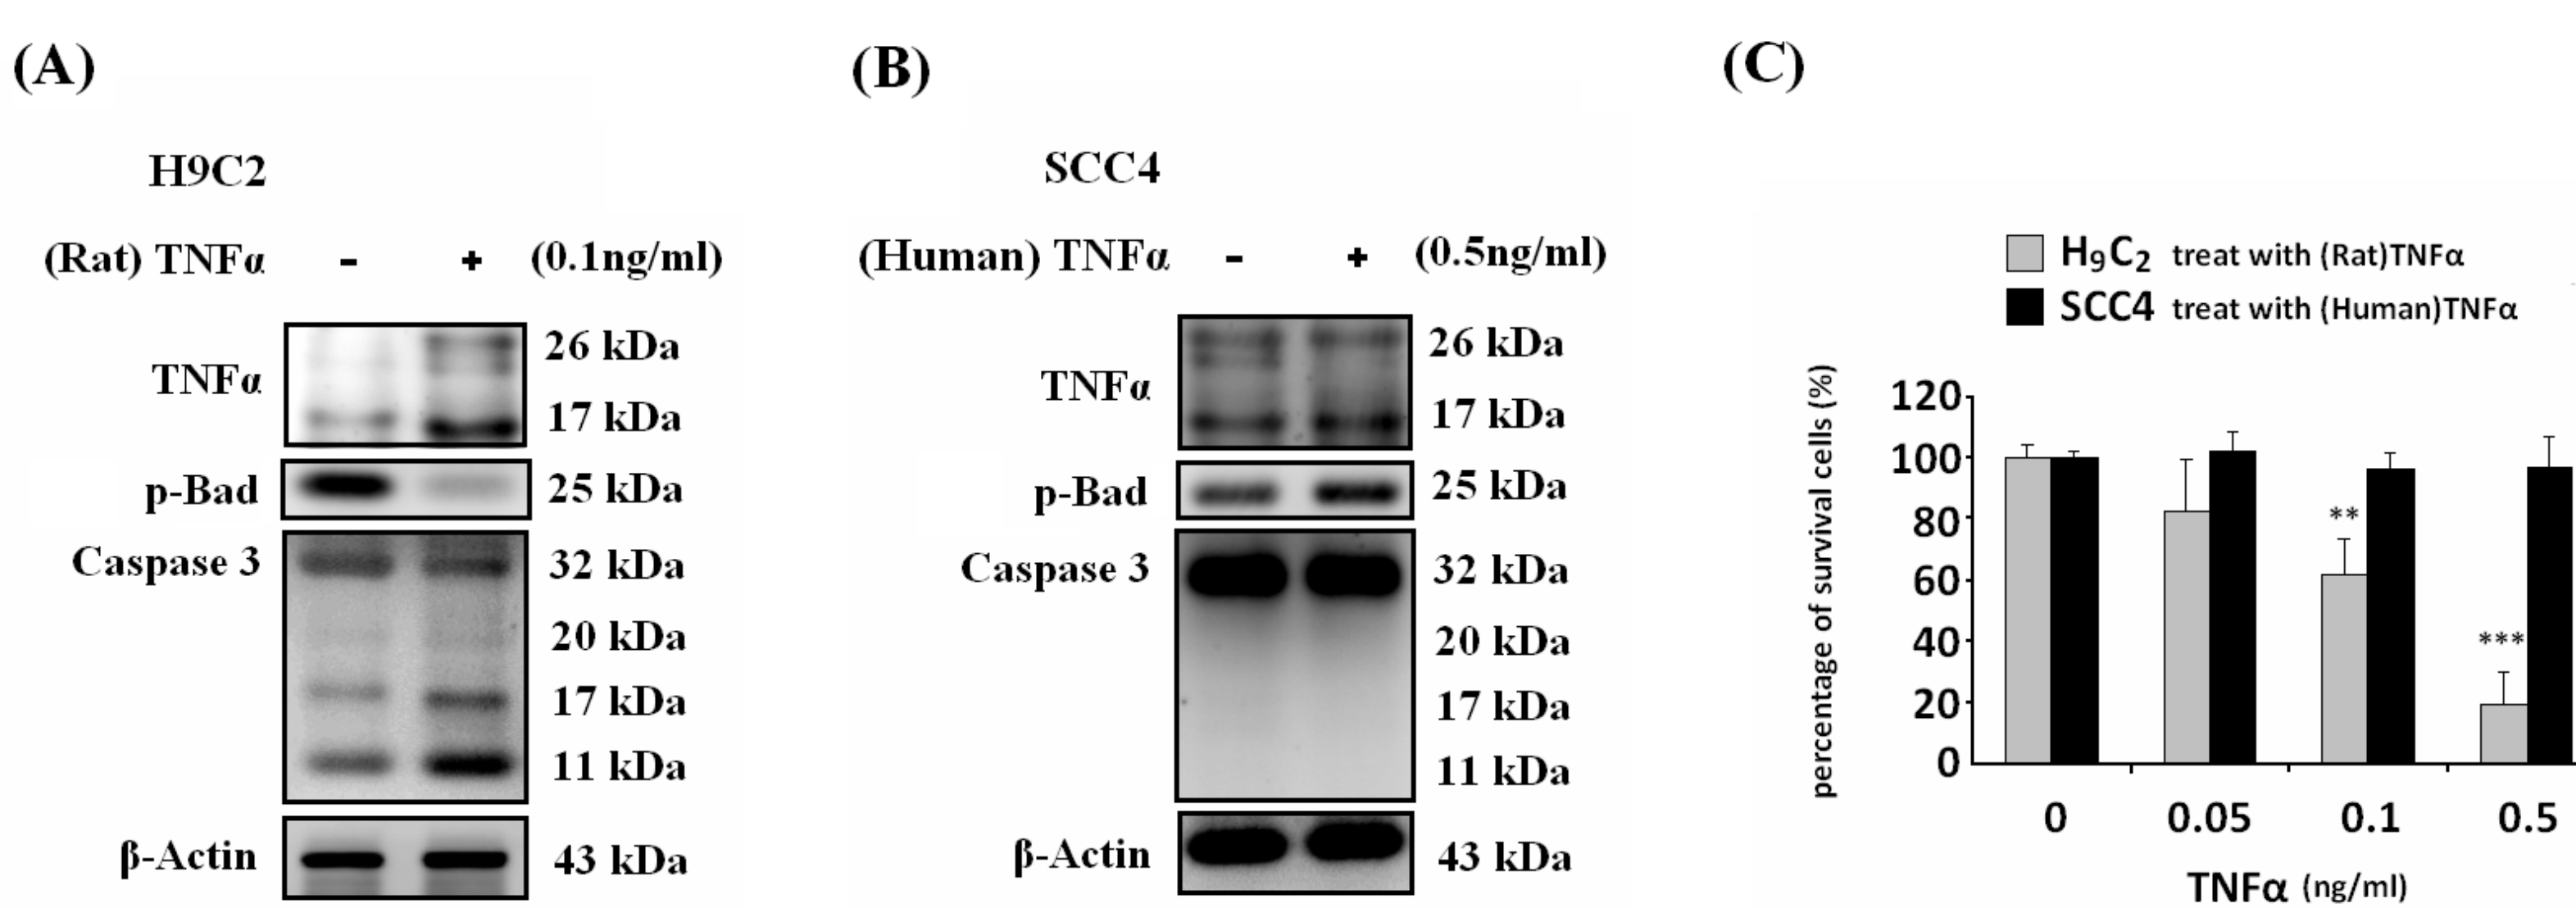 (A)
H9C2
(Rat) TNFα - + (0.1ng/ml)
TNFα
26 kDa
17 kDa
p-Bad 25 kDa
Caspase 3 32 kDa
20 kDa
17 kDa
11 kDa
β-Actin 43 kDa
(B)
SCC4
(Human) TNFα - + (0.5ng/ml)
TNFα
26 kDa
17 kDa
p-Bad 25 kDa
Caspase 3 32 kDa
20 kDa
17 kDa
11 kDa
β-Actin 43 kDa
(C)
H₉C₂ treat with (Rat)TNFα
SCC4 treat with (Human)TNFα
percentage of survival cells (%)
120
100
80
60
40
20
0
**
***
0 0.05 0.1 0.5
TNFα (ng/ml)